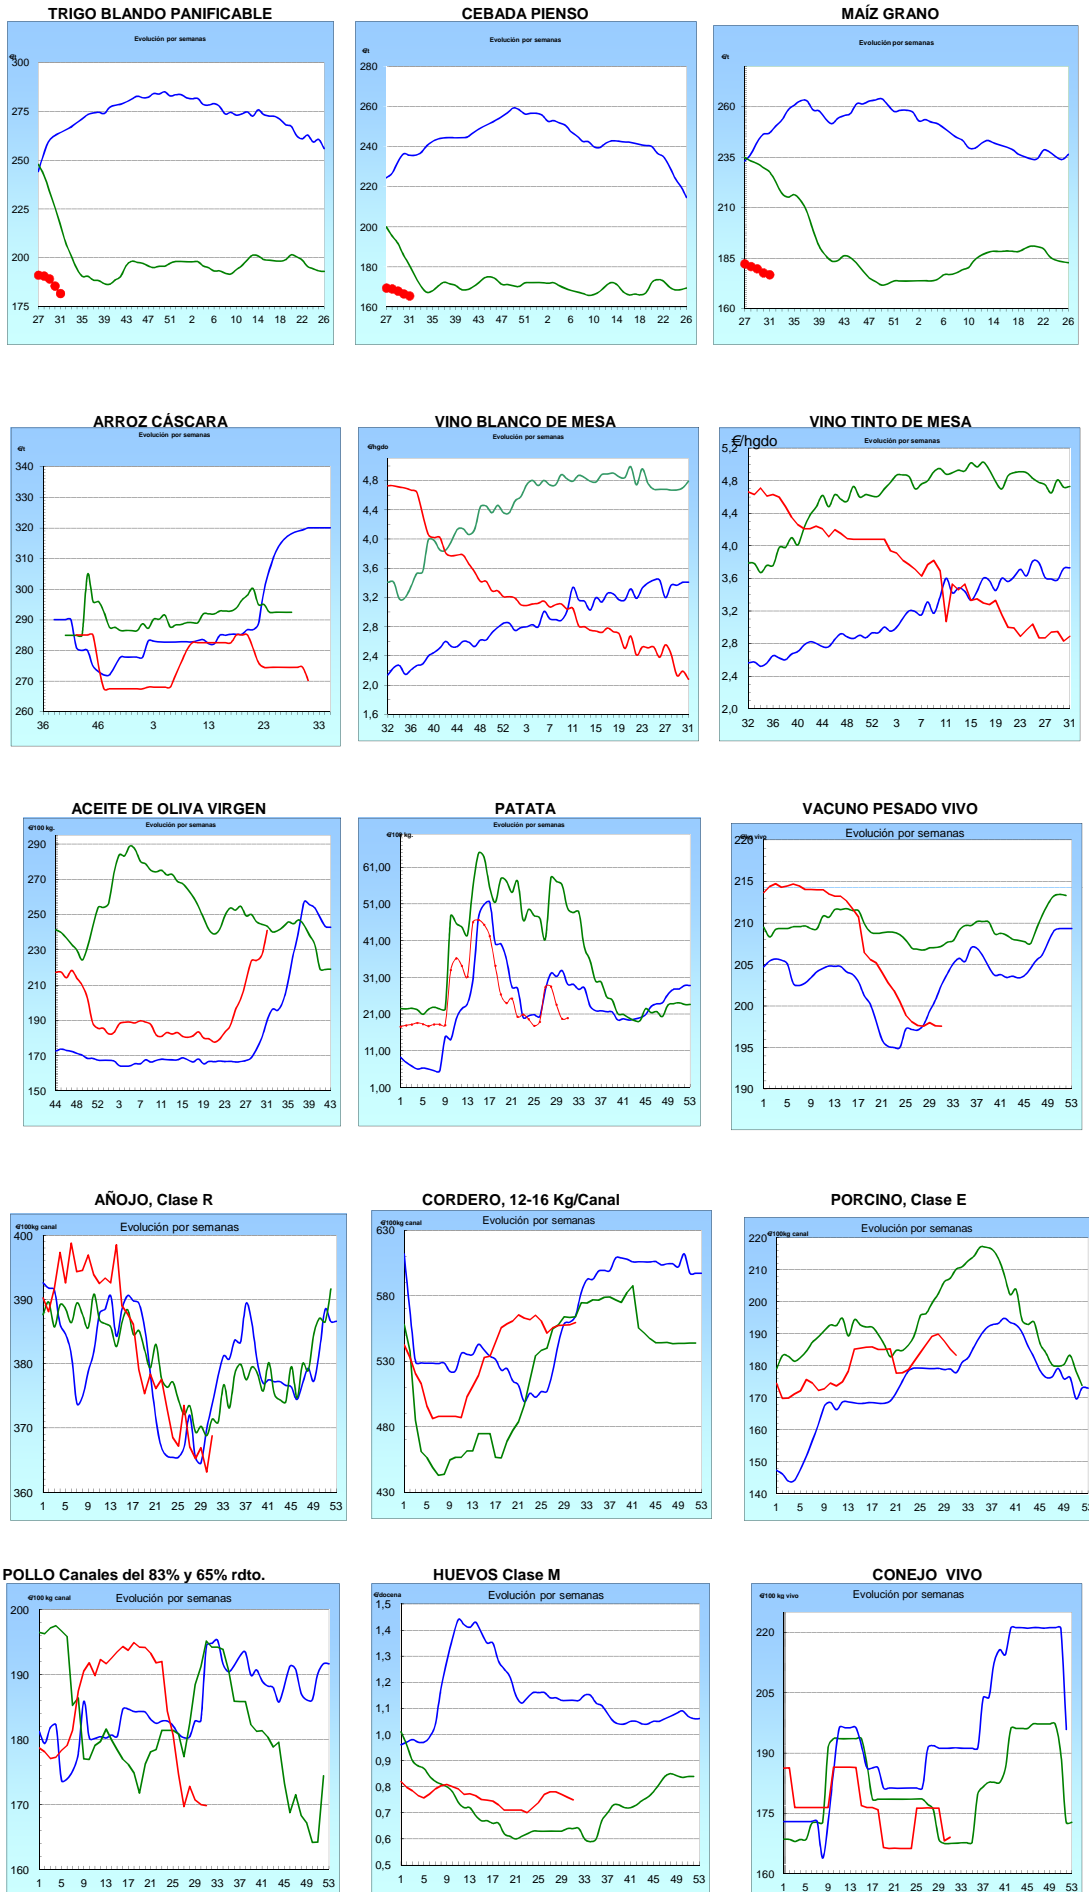 TRIGO BLANDO PANIFICABLE
CEBADA PIENSO
MAÍZ GRANO
Evolución por semanas
Evolución por semanas
Evolución por semanas
€/t
€/t
€/t
300
275
250
225
200
175
27 31 35 39 43 47 51 2 6 10 14 18 22 26
280
260
240
220
200
180
160
27 31 35 39 43 47 51 2 6 10 14 18 22 26
260
235
210
185
160
27 31 35 39 43 47 51 2 6 10 14 18 22 26
ARROZ CÁSCARA
VINO BLANCO DE MESA
VINO TINTO DE MESA
Evolución por semanas
Evolución por semanas
Evolución por semanas
€/t
€/hgdo
€/hgdo
340
330
320
310
300
290
280
270
260
36 46 3 13 23 33
4,8
4,4
4,0
3,6
3,2
2,8
2,4
2,0
1,6
32 36 40 44 48 52 3 7 11 15 19 23 27 31
5,2
4,8
4,4
4,0
3,6
3,2
2,8
2,4
2,0
32 36 40 44 48 52 3 7 11 15 19 23 27 31
ACEITE DE OLIVA VIRGEN
PATATA
VACUNO PESADO VIVO
Evolución por semanas
Evolución por semanas
Evolución por semanas
€/100 kg.
€/100 kg.
290
270
250
230
210
190
170
150
44 48 52 3 7 11 15 19 23 27 31 35 39 43
61,00
51,00
41,00
31,00
21,00
11,00
1,00
1 5 9 13 17 21 25 29 33 37 41 45 49 53
220
215
210
205
200
195
190
1 5 9 13 17 21 25 29 33 37 41 45 49 53
AÑOJO, Clase R
CORDERO, 12-16 Kg/Canal
PORCINO, Clase E
€/100kg canal
Evolución por semanas
€/100kg canal
Evolución por semanas
€/100kg canal
Evolución por semanas
400
390
380
370
360
1 5 9 13 17 21 25 29 33 37 41 45 49 53
630
580
530
480
430
1 5 9 13 17 21 25 29 33 37 41 45 49 53
220
210
200
190
180
170
160
150
140
1 5 9 13 17 21 25 29 33 37 41 45 49
POLLO Canales del 83% y 65% rdto.
HUEVOS Clase M
CONEJO VIVO
€/100 kg canal
Evolución por semanas
€/docena
Evolución por semanas
€/100 kg vivo
Evolución por semanas
200
190
180
170
160
1 5 9 13 17 21 25 29 33 37 41 45 49 53
1,5
1,4
1,3
1,2
1,1
1,0
0,9
0,8
0,7
0,6
0,5
1 5 9 13 17 21 25 29 33 37 41 45 49 53
220
205
190
175
160
1 5 9 13 17 21 25 29 33 37 41 45 49 53